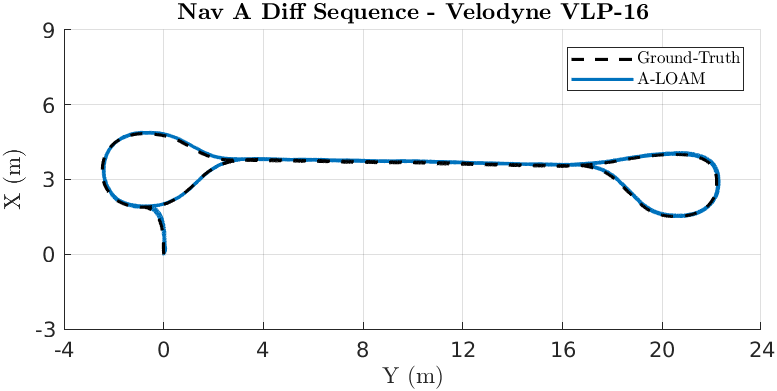 Nav A Diff Sequence - Velodyne VLP-16
9
6
3
0
-3
X (m)
Ground-Truth
A-LOAM
-4
0
4
8
12
16
20
24
Y (m)